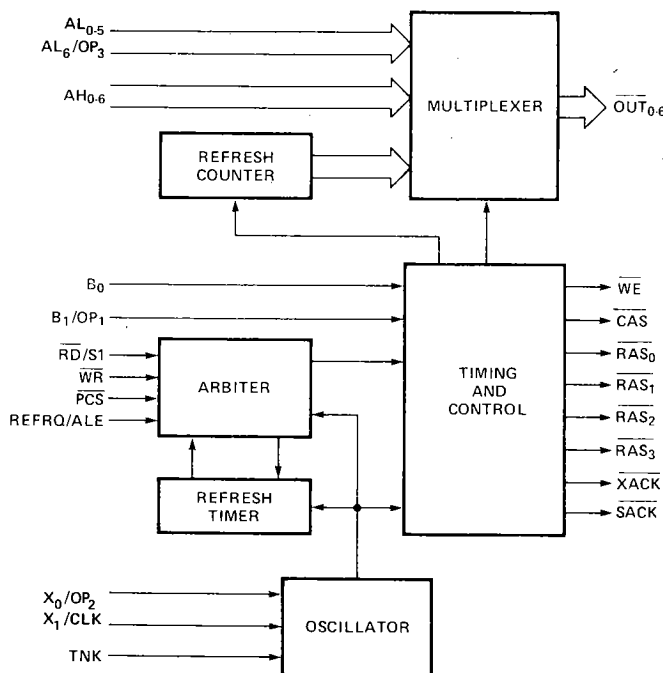 AL0-5
AL6/OP3
AH0-6
MULTIPLEXER
OUT0-6
REFRESH
COUNTER
B0
B1/OP1
RD/S1
WR
PCS
REFRQ/ALE
ARBITER
TIMING
AND
CONTROL
WE
CAS
RAS0
RAS1
RAS2
RAS3
XACK
SACK
REFRESH
TIMER
X0/OP2
X1/CLK
TNK
OSCILLATOR